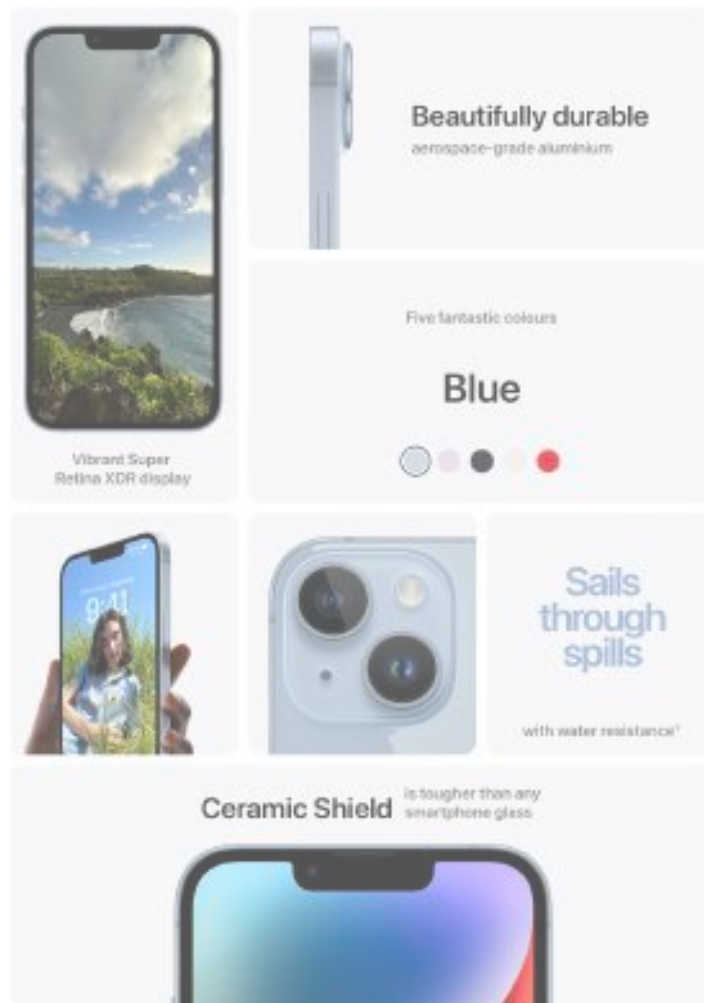 Beautifully durable
aerospace-grade aluminium
Five fantastic colours
Blue
Vibrant Super
Retina XDR display
9:41
Sails
through
spills
with water resistance¹
Ceramic Shield
is tougher than any
smartphone glass